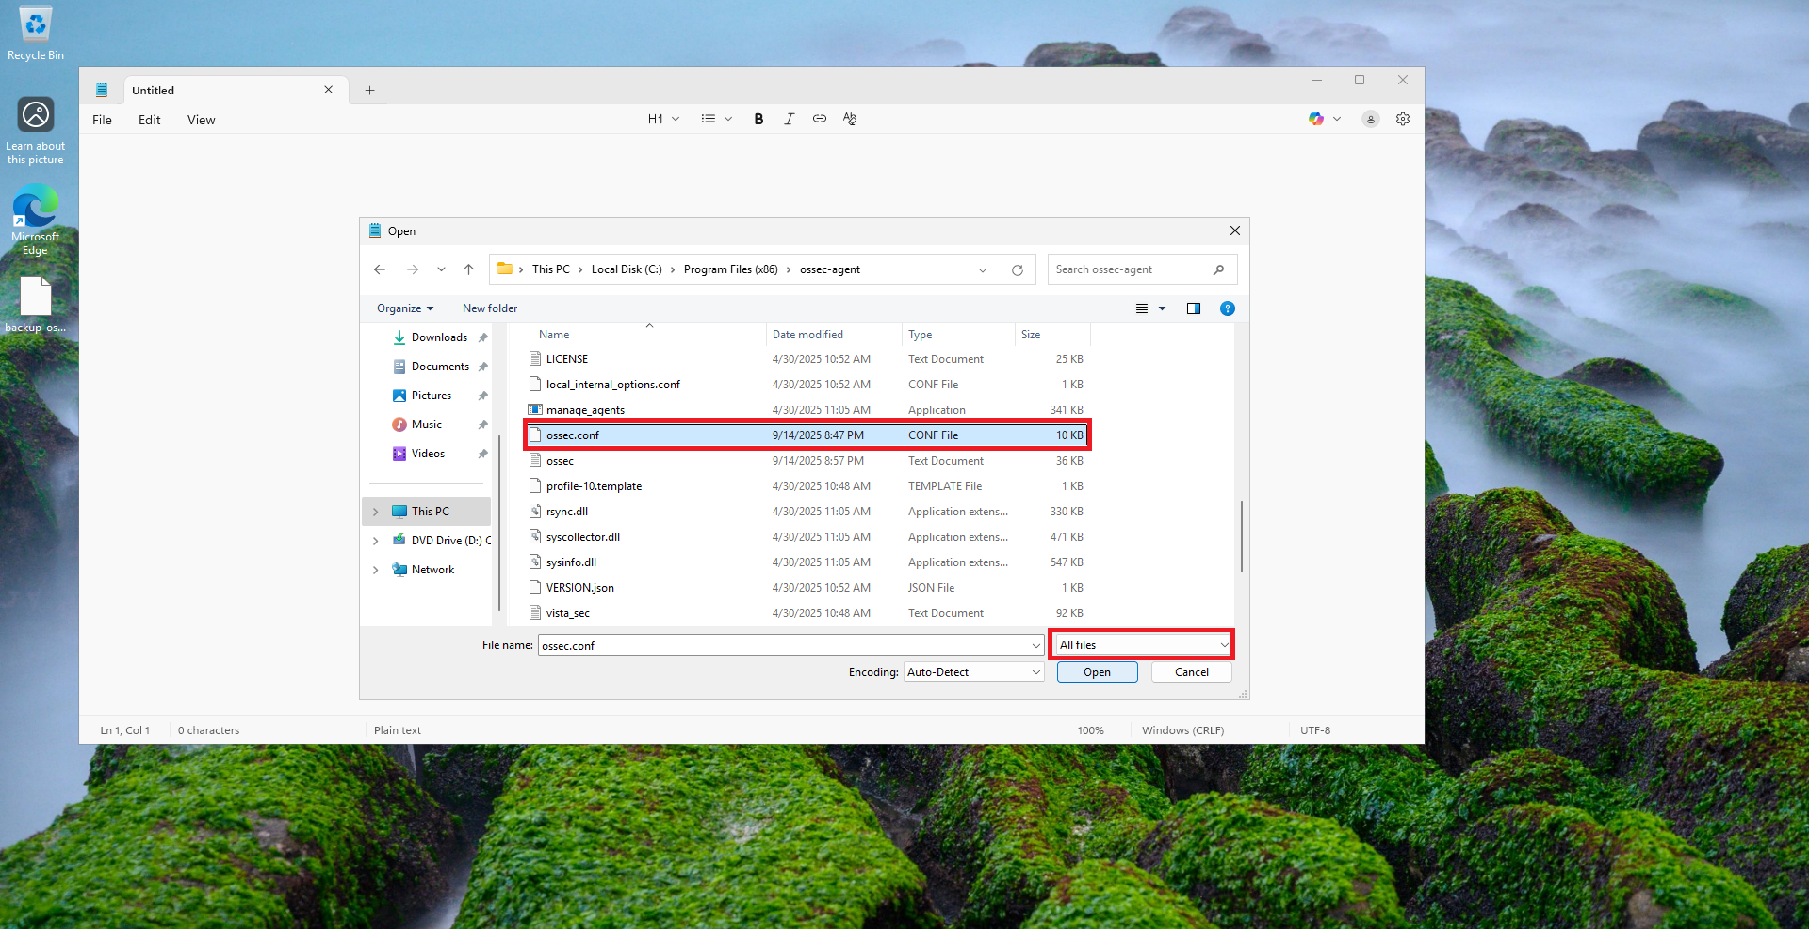 Recycle Bin
Learn about
this picture
Microsoft
Edge
backup-os...
Untitled
File Edit View
H1
B I
Open
This PC > Local Disk (C:) > Program Files (x86) > ossec-agent
Search ossec-agent
Organize New folder
Downloads
Documents
Pictures
Music
Videos
This PC
DVD Drive (D:) C
Network
Name Date modified Type Size
LICENSE 4/30/2025 10:52 AM Text Document 25 KB
local_internal_options.conf 4/30/2025 10:52 AM CONF File 1 KB
manage_agents 4/30/2025 11:05 AM Application 341 KB
ossec.conf 9/14/2025 8:47 PM CONF File 10 KB
ossec 9/14/2025 8:57 PM Text Document 36 KB
profile-10.template 4/30/2025 10:48 AM TEMPLATE File 1 KB
rsync.dll 4/30/2025 11:05 AM Application extens... 330 KB
syscollector.dll 4/30/2025 11:05 AM Application extens... 471 KB
sysinfo.dll 4/30/2025 11:05 AM Application extens... 547 KB
VERSION.json 4/30/2025 10:52 AM JSON File 1 KB
vista_sec 4/30/2025 10:48 AM Text Document 92 KB
File name: ossec.conf All files
Encoding: Auto-Detect Open Cancel
Ln 1, Col 1 0 characters Plain text 100% Windows (CRLF) UTF-8